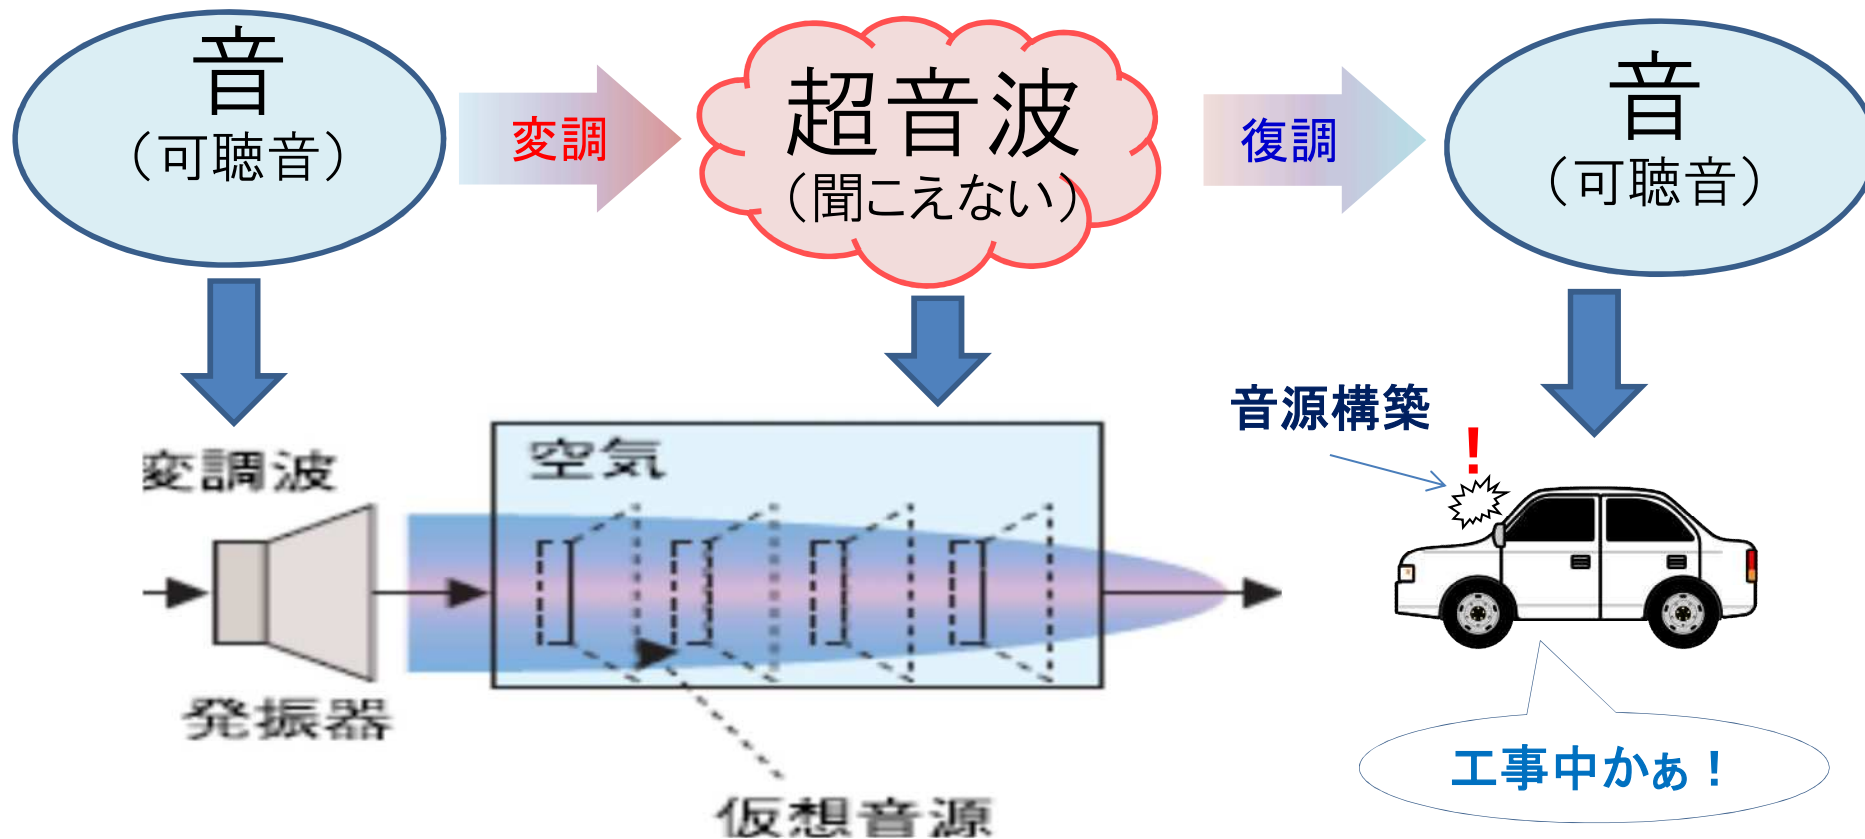 音
（可聴音）
変調
超音波
（聞こえない）
復調
音
（可聴音）
音源構築
！
変調波
空気
発振器
仮想音源
工事中かぁ！